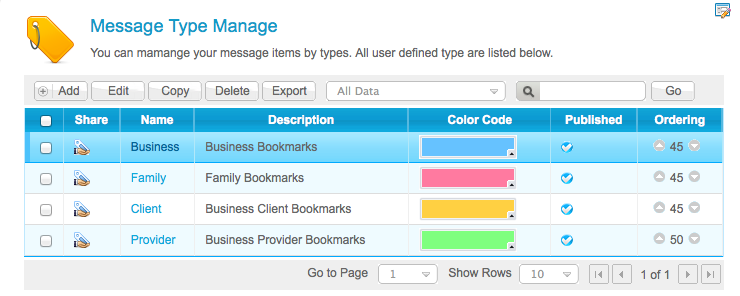 Message Type Manage
You can mamange your message items by types. All user defined type are listed below.
Add Edit Copy Delete Export All Data Go
Share Name Description Color Code Published Ordering
Business Business Bookmarks 45
Family Family Bookmarks 45
Client Business Client Bookmarks 45
Provider Business Provider Bookmarks 50
Go to Page 1 Show Rows 10 1 of 1